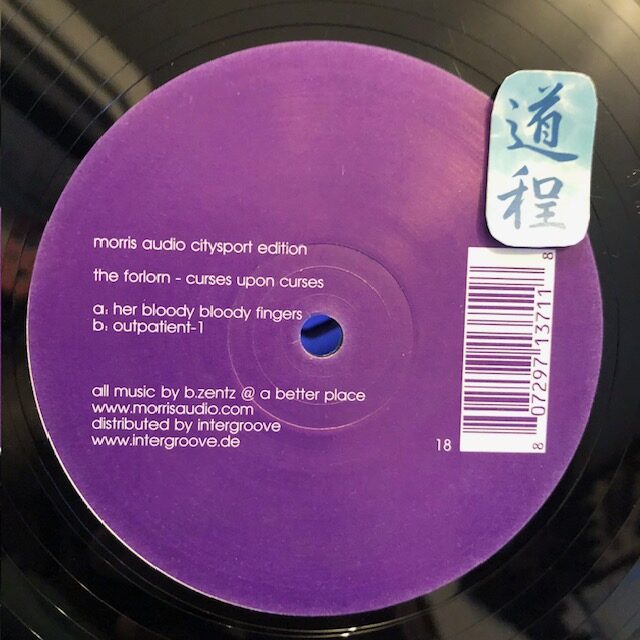 道
程
morris audio citysport edition
the forlorn - curses upon curses
a: her bloody bloody fingers
b: outpatient-1
all music by b.zentz @ a better place
www.morrisaudio.com
distributed by intergroove
www.intergroove.de
18
8 07297 13711 8